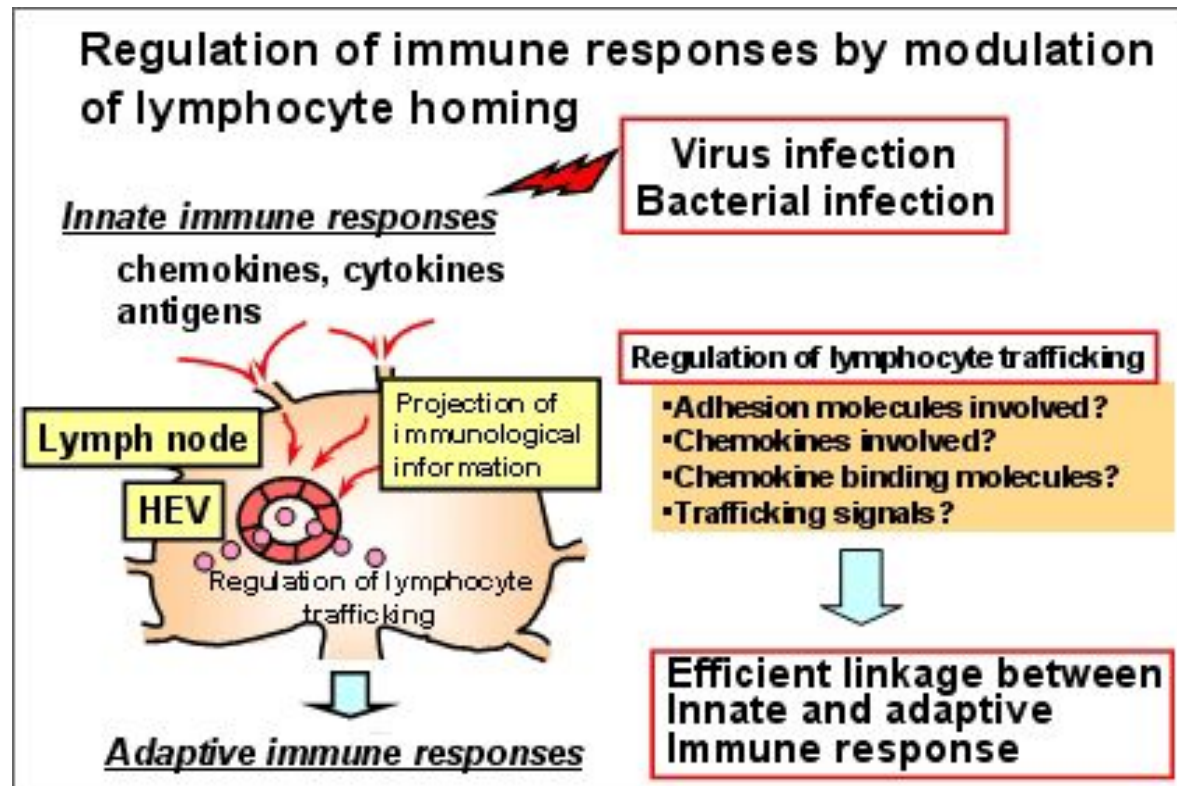 Regulation of immune responses by modulation
of lymphocyte homing
Virus infection
Bacterial infection
Innate immune responses
chemokines, cytokines
antigens
Lymph node
HEV
Projection of
immunological
information
Regulation of lymphocyte
trafficking
Adaptive immune responses
Regulation of lymphocyte trafficking
▪Adhesion molecules involved?
▪Chemokines involved?
▪Chemokine binding molecules?
▪Trafficking signals?
Efficient linkage between
Innate and adaptive
Immune response